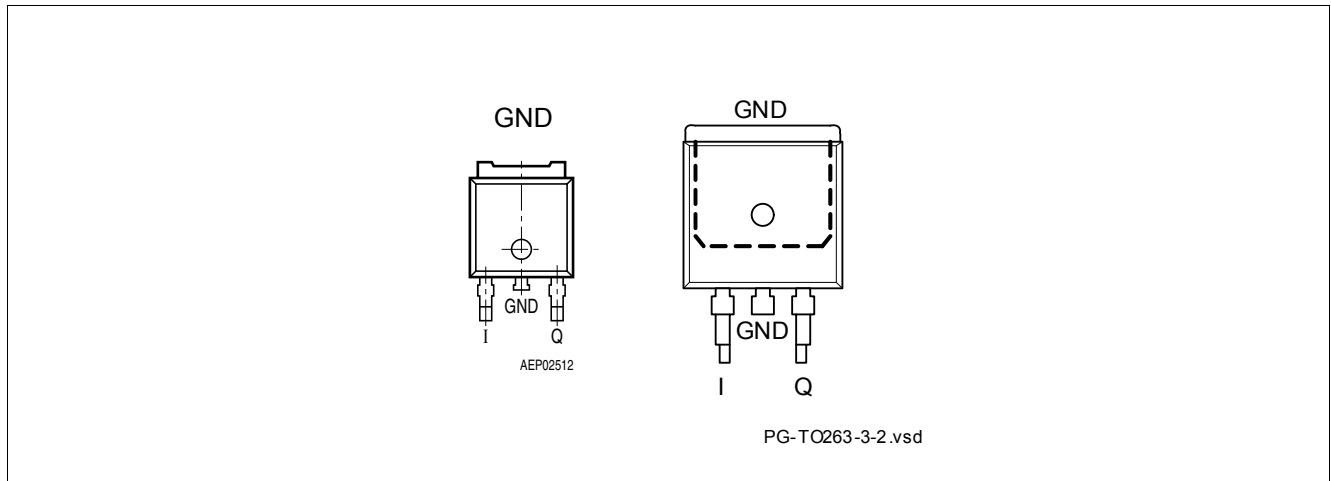 GND
GND
I
Q
AEP02512
GND
GND
I
Q
PG-TO263-3-2.vsd